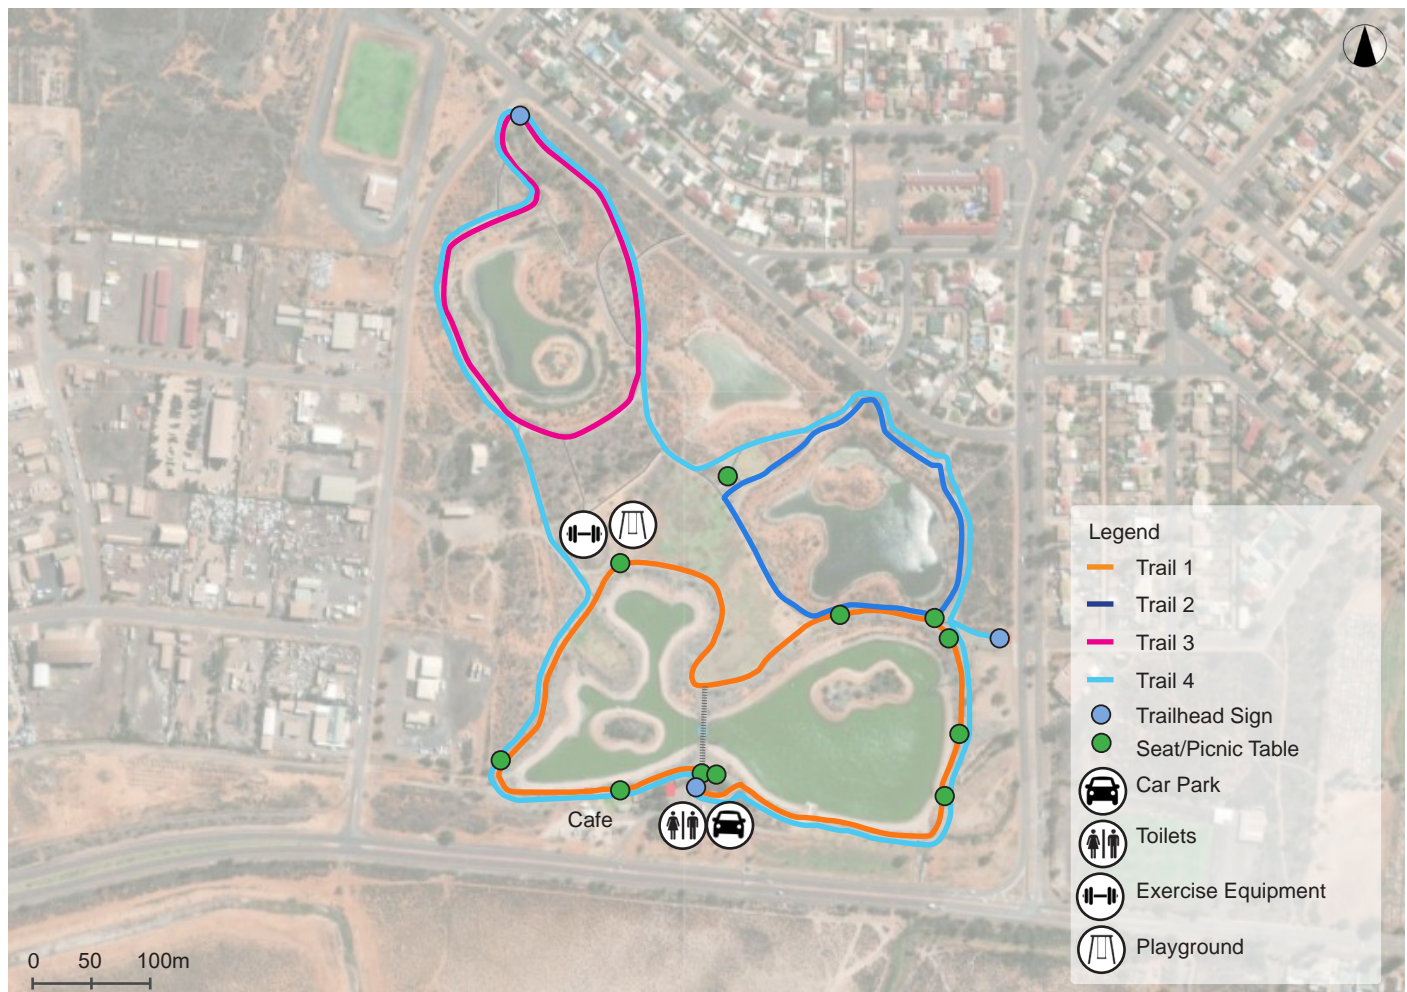 Cafe
Legend
Trail 1
Trail 2
Trail 3
Trail 4
Trailhead Sign
Seat/Picnic Table
Car Park
Toilets
Exercise Equipment
Playground
0 50 100m